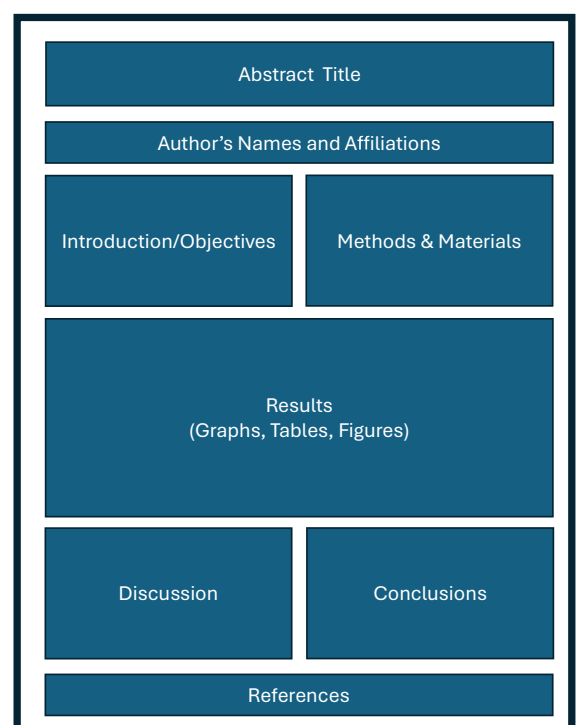 Abstract Title
Author's Names and Affiliations
Introduction/Objectives
Methods & Materials
Results
(Graphs, Tables, Figures)
Discussion
Conclusions
References